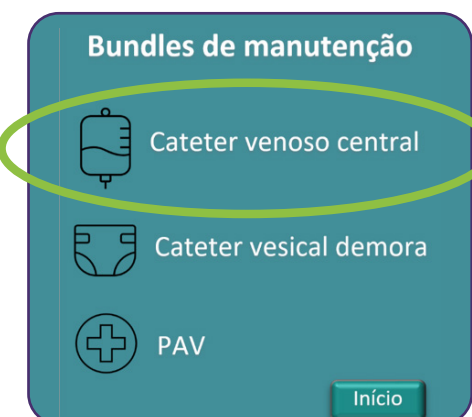 Bundles de manutenção
Cateter venoso central
Cateter vesical demora
PAV
Início